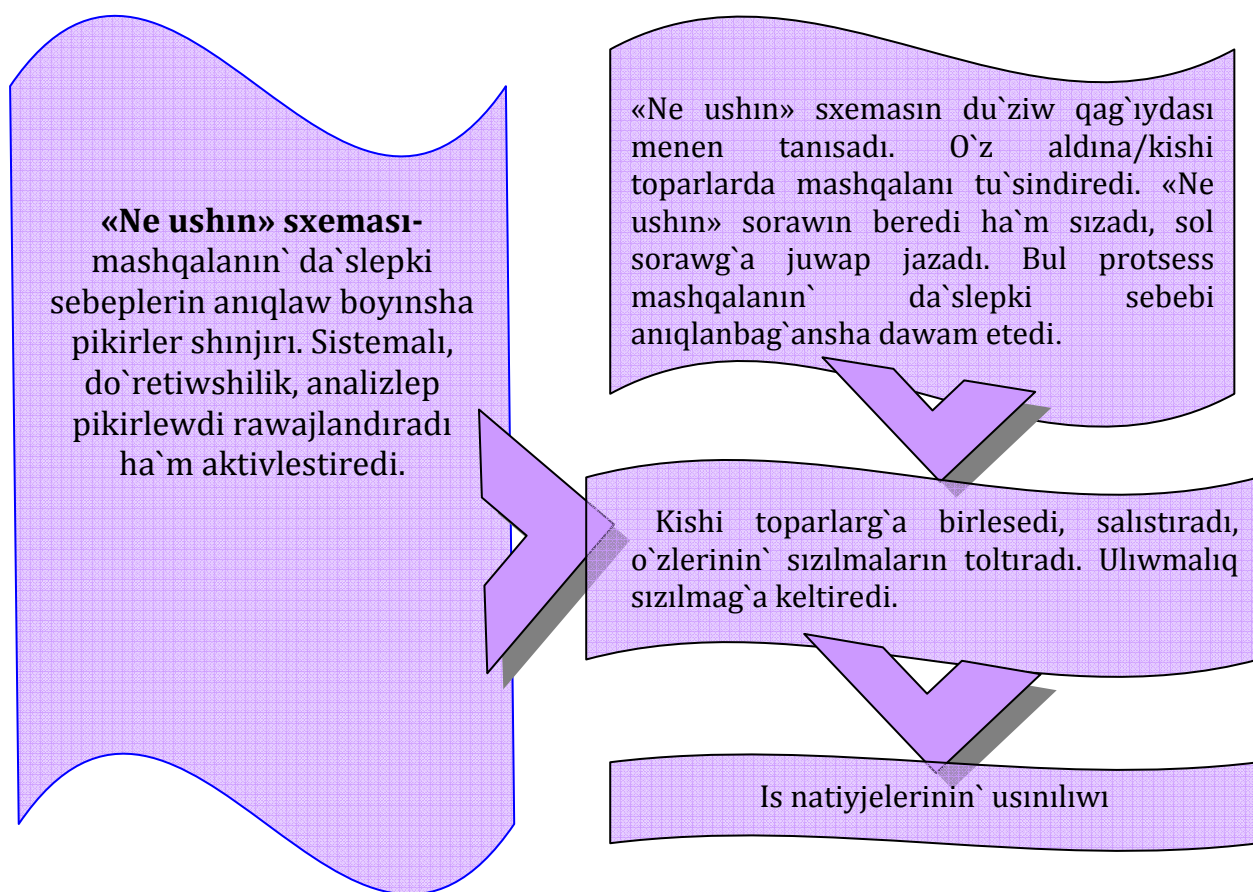 «Ne ushın» sxeması-
mashqalanın` da`slepki
sebeplerin anıqlaw boyınsha
pikirler shınjırı. Sistemalı,
do`retiwshilik, analizlep
pikirlewdi rawajlandıradı
ha`m aktivlestiredi.
«Ne ushın» sxemasın du`ziw qag`ıydası
menen tanısadı. O`z aldına/kishi
toparlarda mashqalanı tu`sindiredi. «Ne
ushın» sorawın beredi ha`m sızadı, sol
sorawg`a juwap jazadı. Bul protsess
mashqalanın` da`slepki sebebi
anıqlanbag`ansha dawam etedi.
Kishi toparlarg`a birlesedi, salıstıradı,
o`zlerinin` sızılmaların toltıradı. Ulıwmalıq
sızılmag`a keltiredi.
Is natiyjelerinin` usınılıwı